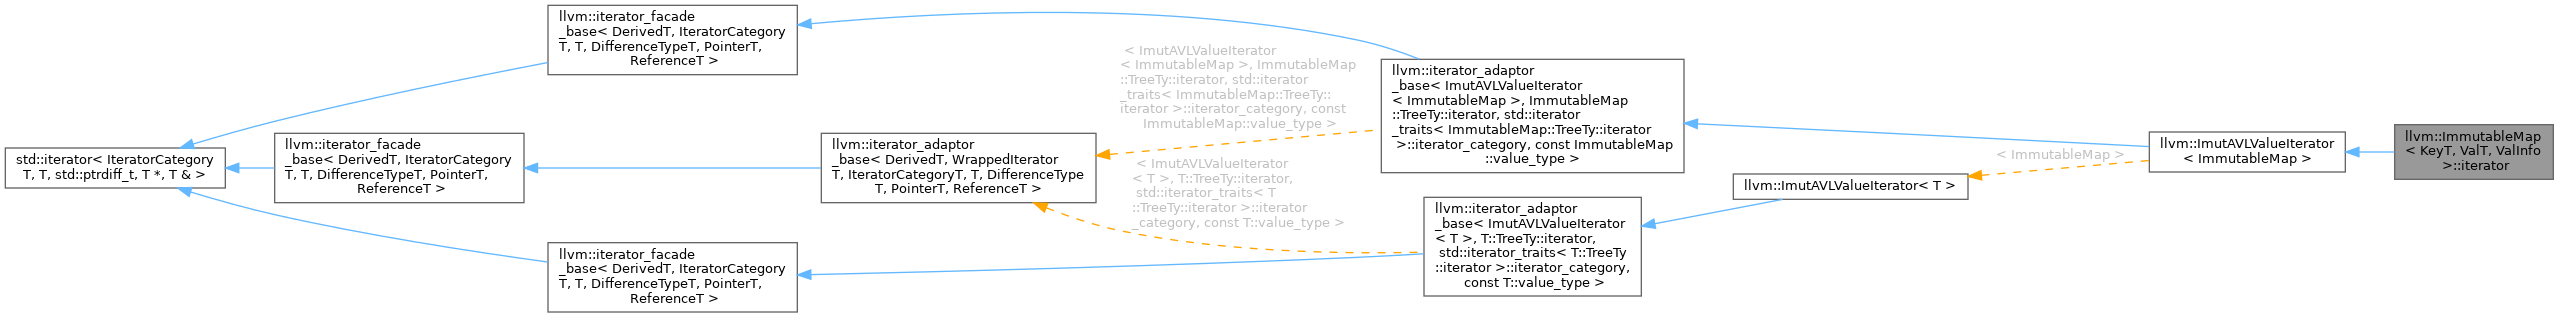 llvm::iterator_facade
_base< DerivedT, IteratorCategory
T, T, DifferenceTypeT, PointerT,
ReferenceT >
std::iterator< IteratorCategory
T, T, std::ptrdiff_t, T *, T & >
llvm::iterator_facade
_base< DerivedT, IteratorCategory
T, T, DifferenceTypeT, PointerT,
ReferenceT >
llvm::iterator_facade
_base< DerivedT, IteratorCategory
T, T, DifferenceTypeT, PointerT,
ReferenceT >
llvm::iterator_adaptor
_base< DerivedT, WrappedIterator
T, IteratorCategoryT, T, DifferenceType
T, PointerT, ReferenceT >
< ImutAVLValueIterator
< ImmutableMap >, ImmutableMap
::TreeTy::iterator, std::iterator
_traits< ImmutableMap::TreeTy::
iterator >::iterator_category, const
ImmutableMap::value_type >
< ImutAVLValueIterator
< T >, T::TreeTy::iterator,
std::iterator_traits< T
::TreeTy::iterator >::iterator
_category, const T::value_type >
llvm::iterator_adaptor
_base< ImutAVLValueIterator
< ImmutableMap >, ImmutableMap
::TreeTy::iterator, std::iterator
_traits< ImmutableMap::TreeTy::iterator
>::iterator_category, const ImmutableMap
::value_type >
llvm::iterator_adaptor
_base< ImutAVLValueIterator
< T >, T::TreeTy::iterator,
std::iterator_traits< T::TreeTy
::iterator >::iterator_category,
const T::value_type >
llvm::ImutAVLValueIterator< T >
< ImmutableMap >
llvm::ImutAVLValueIterator
< ImmutableMap >
llvm::ImmutableMap
< KeyT, ValT, ValInfo
>::iterator